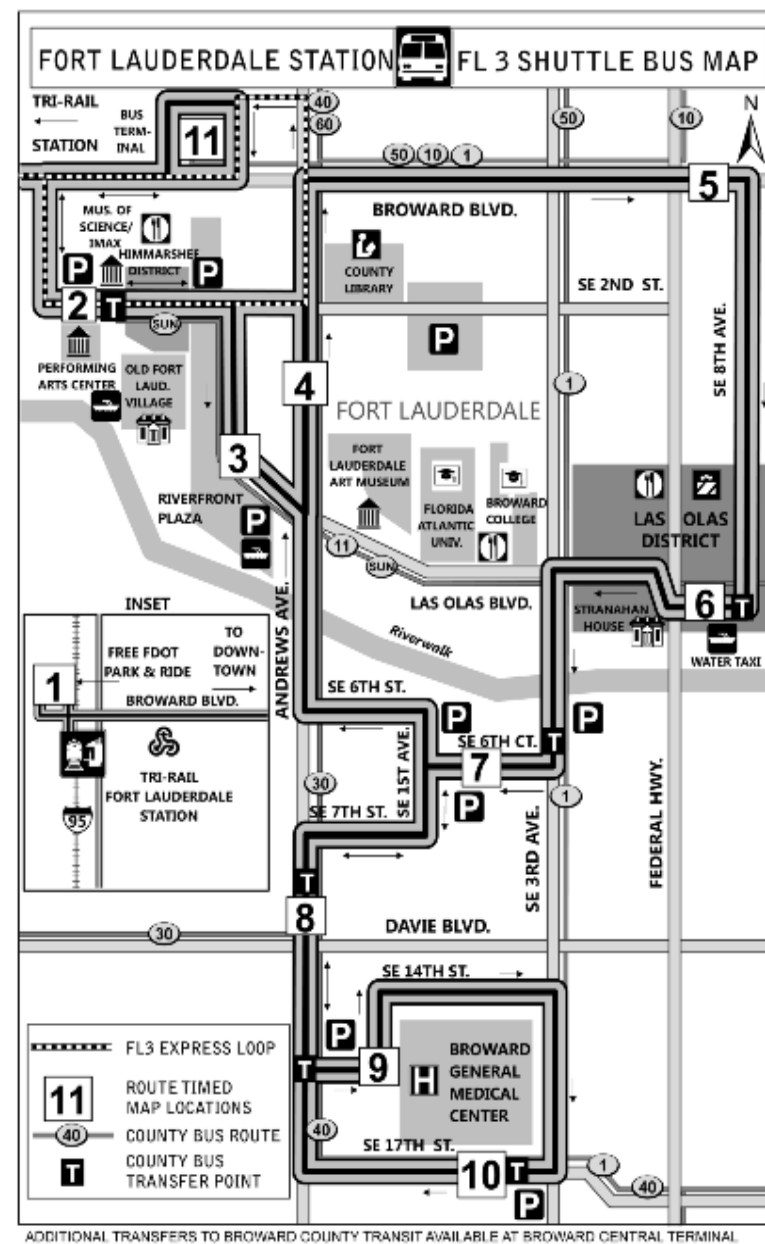 FORT LAUDERDALE STATION FL 3 SHUTTLE BUS MAP
TRI-RAIL
STATION
BUS
TERM-
INAL
11
40
60
50
10
N
50 10 1
5
BROWARD BLVD.
MUS. OF
SCIENCE/
IMAX
HIMMARSHEE
DISTRICT
P
P
COUNTY
LIBRARY
SE 2ND ST.
SE 8TH AVE.
2
T
SUN
P
PERFORMING
ARTS CENTER
OLD FORT
LAUD.
VILLAGE
4
1
FORT LAUDERDALE
3
FORT
LAUDERDALE
ART MUSEUM
FLORIDA
ATLANTIC
UNIV.
BROWARD
COLLEGE
LAS OLAS
DISTRICT
RIVERFRONT
PLAZA
P
11
SUN
LAS OLAS BLVD.
STRANAHAN
HOUSE
6
T
WATER TAXI
ANDREWS AVE.
Riverwalk
INSET
1
FREE FDOT
PARK & RIDE
TO
DOWN-
TOWN
BROWARD BLVD.
TRI-RAIL
FORT LAUDERDALE
STATION
95
SE 6TH ST.
P
P
SE 6TH CT.
T
7
SE 1ST AVE.
30
P
1
SE 7TH ST.
SE 3RD AVE.
FEDERAL HWY.
T
8
30
DAVIE BLVD.
SE 14TH ST.
P
9
T
H
BROWARD
GENERAL
MEDICAL
CENTER
40
SE 17TH ST.
10
T
P
1
40
FL3 EXPRESS LOOP
11
ROUTE TIMED
MAP LOCATIONS
40
COUNTY BUS ROUTE
T
COUNTY BUS
TRANSFER POINT
ADDITIONAL TRANSFERS TO BROWARD COUNTY TRANSIT AVAILABLE AT BROWARD CENTRAL TERMINAL